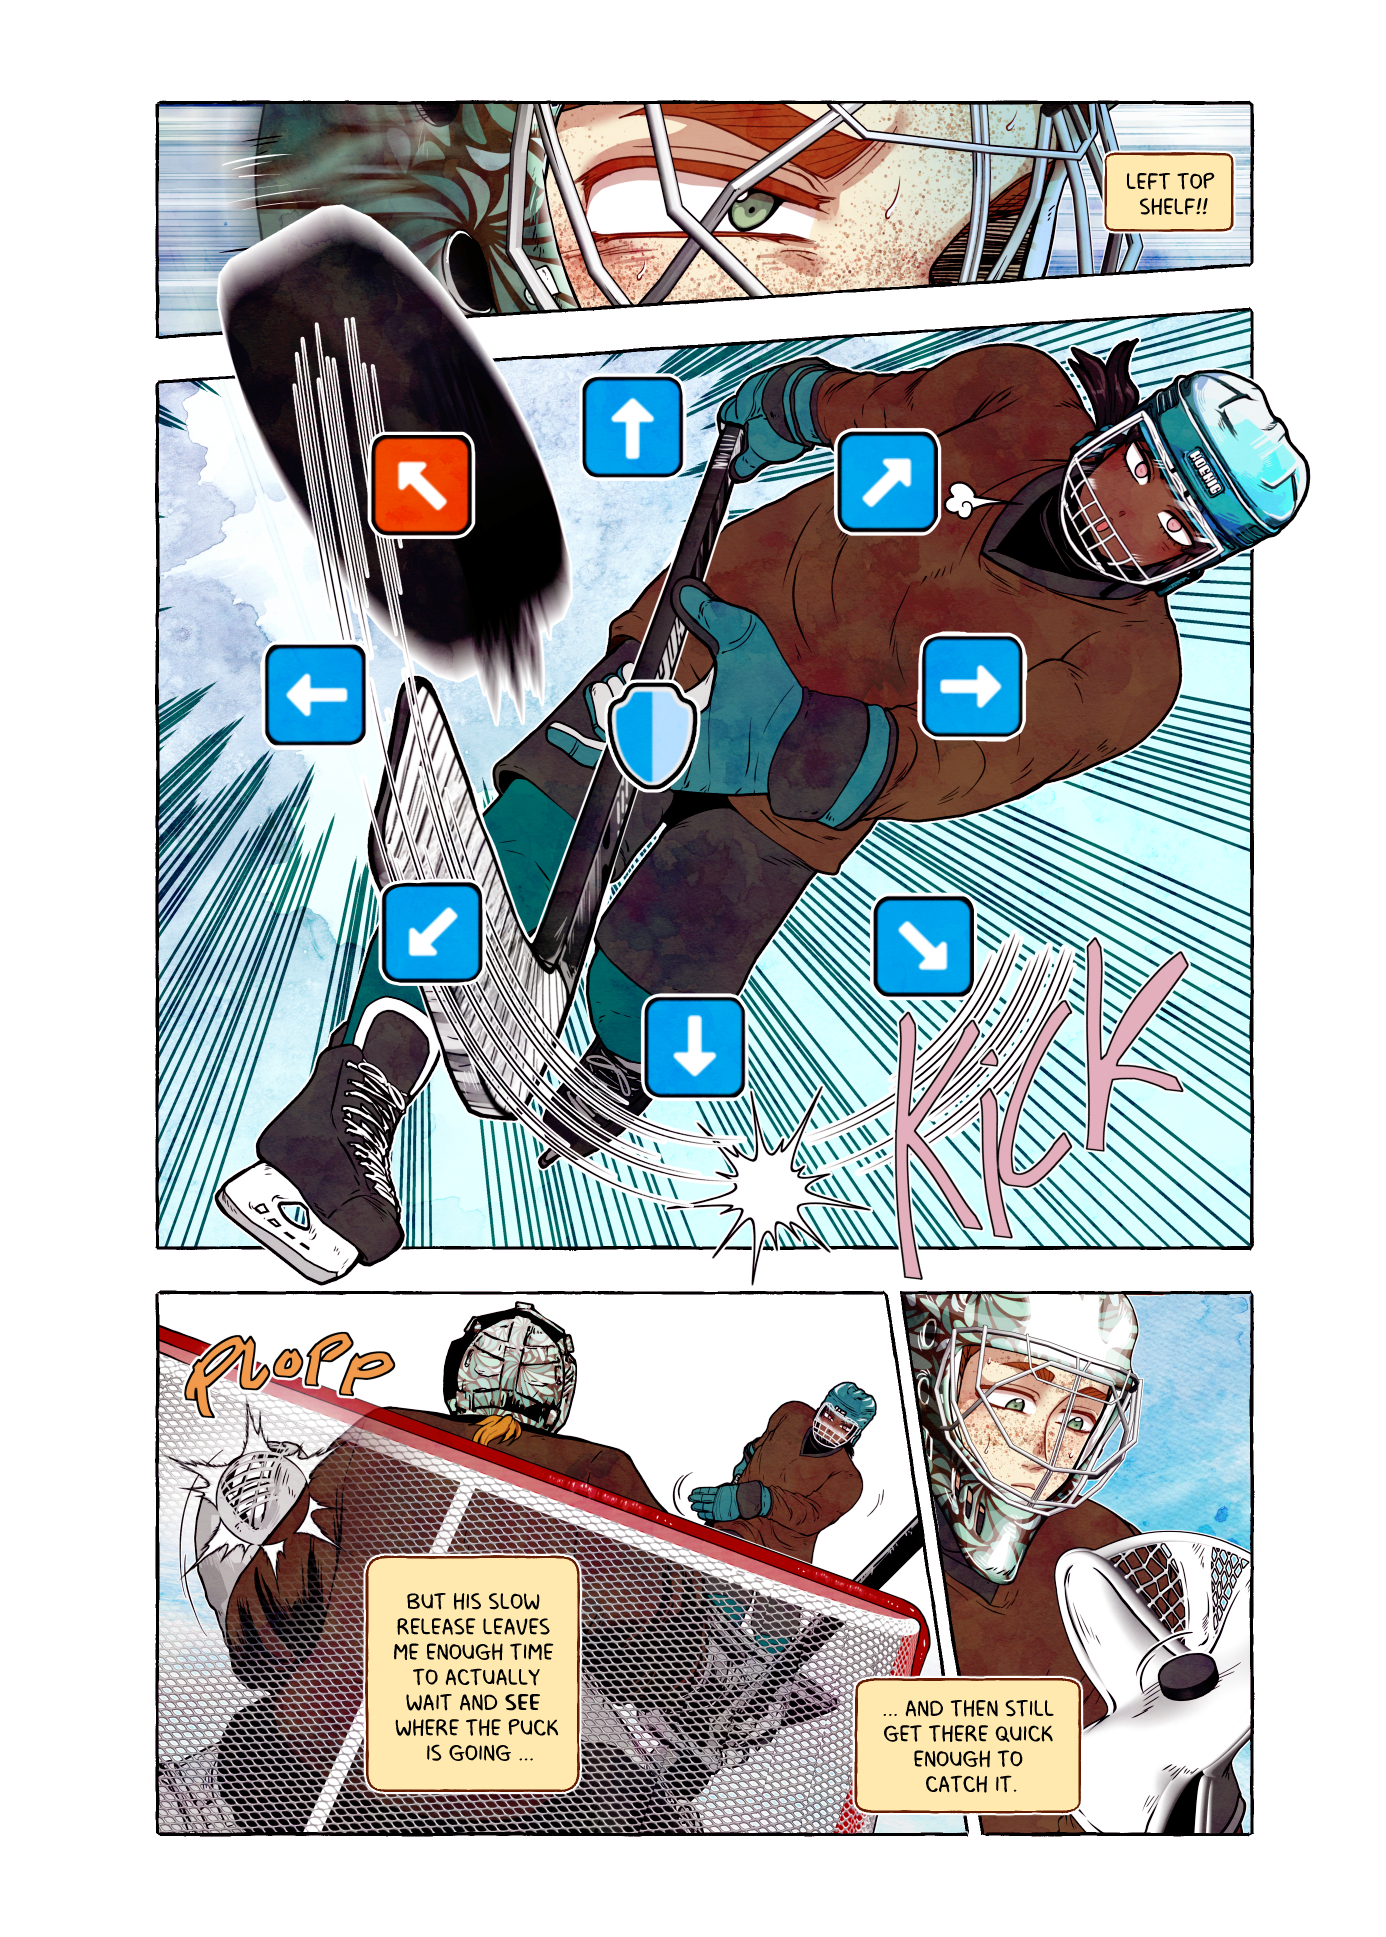 LEFT TOP
SHELF!!
HOENIG
KICK
PLOPP
BUT HIS SLOW
RELEASE LEAVES
ME ENOUGH TIME
TO ACTUALLY
WAIT AND SEE
WHERE THE PUCK
IS GOING ...
... AND THEN STILL
GET THERE QUICK
ENOUGH TO
CATCH IT.